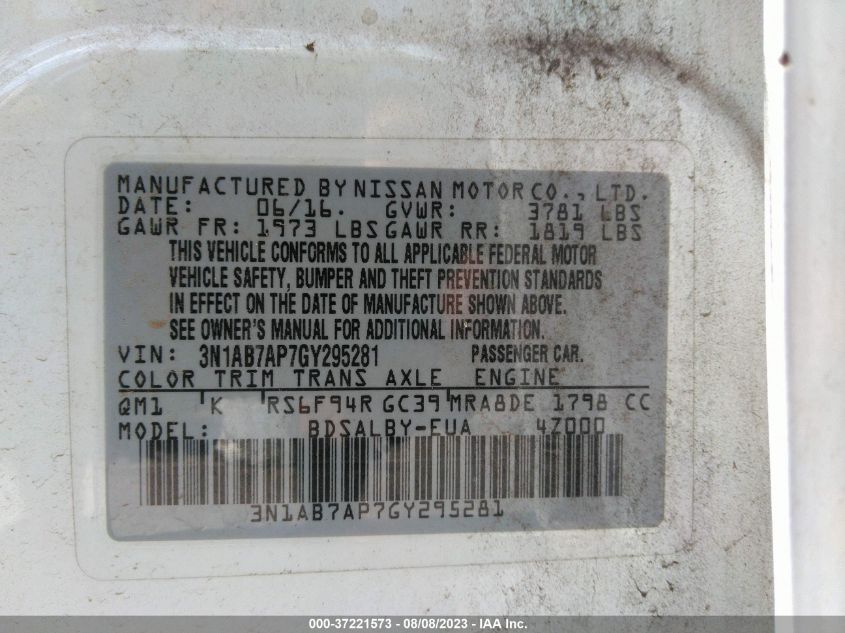 MANUFACTURED BY NISSAN MOTOR CO., LTD.
DATE: 06/16. GVWR: 3781 LBS
GAWR FR: 1973 LBS GAWR RR: 1819 LBS
THIS VEHICLE CONFORMS TO ALL APPLICABLE FEDERAL MOTOR
VEHICLE SAFETY, BUMPER AND THEFT PREVENTION STANDARDS
IN EFFECT ON THE DATE OF MANUFACTURE SHOWN ABOVE.
SEE OWNER'S MANUAL FOR ADDITIONAL INFORMATION.
VIN: 3N1AB7AP7GY295281 PASSENGER CAR.
COLOR TRIM TRANS AXLE ENGINE
QM1 'K RS6F94R GC39'MRA8DE 1798 CC
MODEL: BDSALBY-EUA 4Z000
3N1AB7AP7GY295281
000-37221573 - 08/08/2023 - IAA Inc.